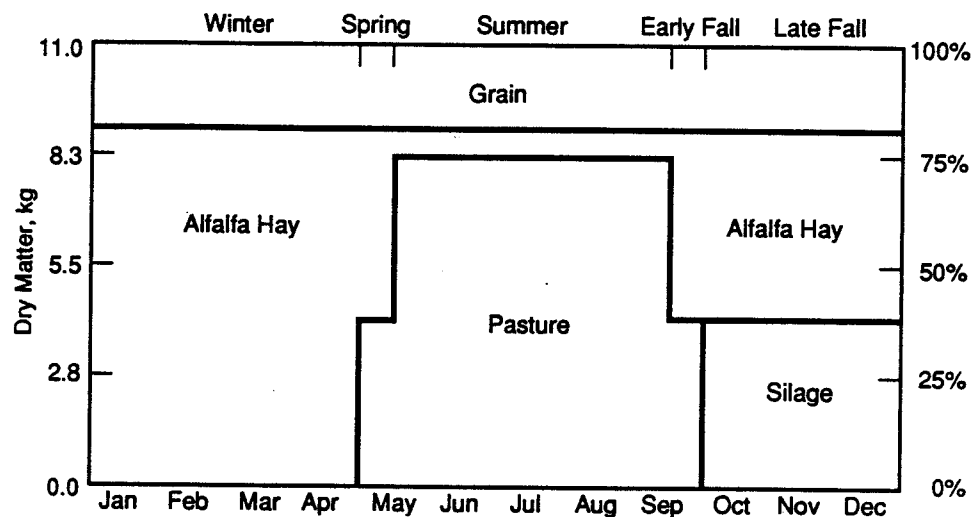 Winter Spring Summer Early Fall Late Fall
11.0 100%
Grain
8.3 75%
Alfalfa Hay Alfalfa Hay
5.5 50%
Dry Matter, kg
Pasture
2.8 25%
Silage
0.0 0%
Jan Feb Mar Apr May Jun Jul Aug Sep Oct Nov Dec